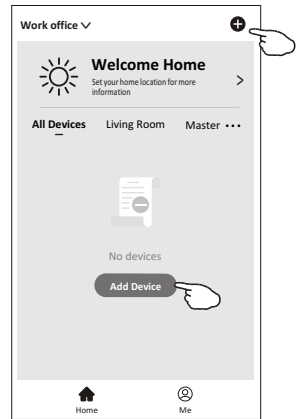 Work office
Welcome Home
Set your home location for more
information
All Devices Living Room Master
No devices
Add Device
Home Me